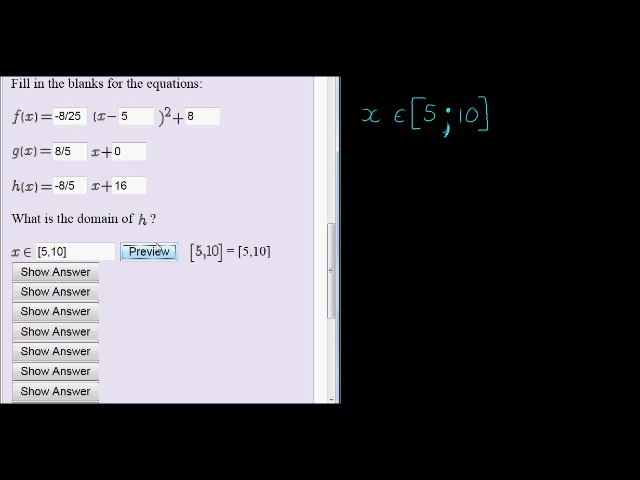 Fill in the blanks for the equations:
f(x) = -8/25 (x− 5 )²+ 8
g(x) = 8/5 x+ 0
h(x) = -8/5 x+ 16
What is the domain of h ?
x ∈ [5,10] Preview [5,10] = [5,10]
Show Answer
Show Answer
Show Answer
Show Answer
Show Answer
Show Answer
Show Answer
x ∈ [5 ; 10]